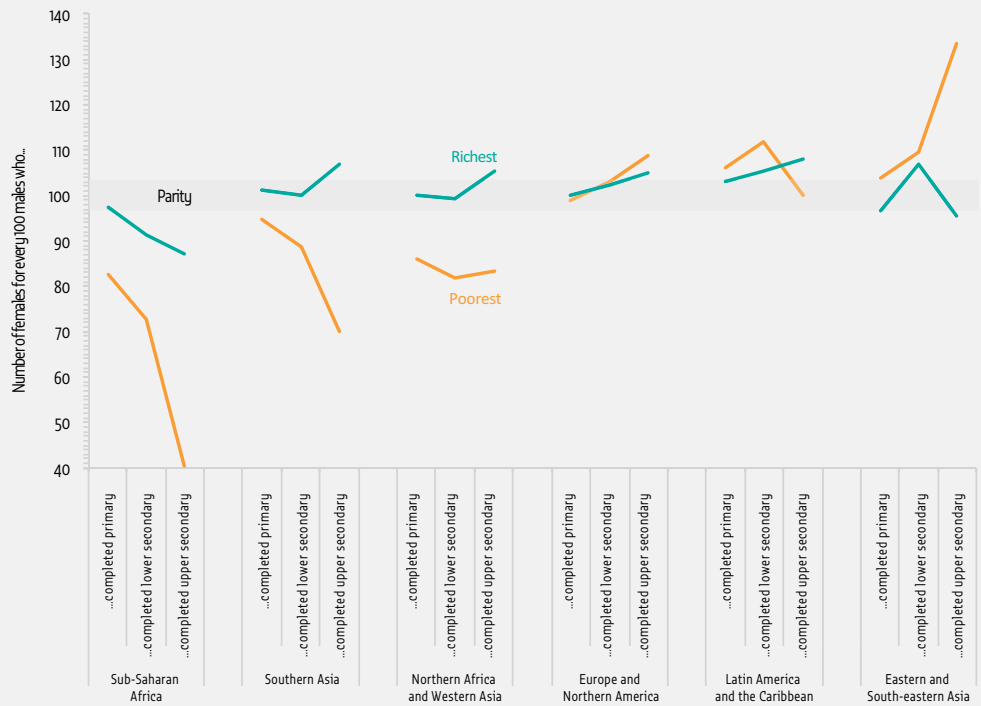 140
130
120
110
100
90
80
70
60
50
40
Number of females for every 100 males who...
Parity
Richest
Poorest
...completed primary
...completed lower secondary
...completed upper secondary
...completed primary
...completed lower secondary
...completed upper secondary
...completed primary
...completed lower secondary
...completed upper secondary
...completed primary
...completed lower secondary
...completed upper secondary
...completed primary
...completed lower secondary
...completed upper secondary
...completed primary
...completed lower secondary
...completed upper secondary
Sub-Saharan
Africa
Southern Asia
Northern Africa
and Western Asia
Europe and
Northern America
Latin America
and the Caribbean
Eastern and
South-eastern Asia